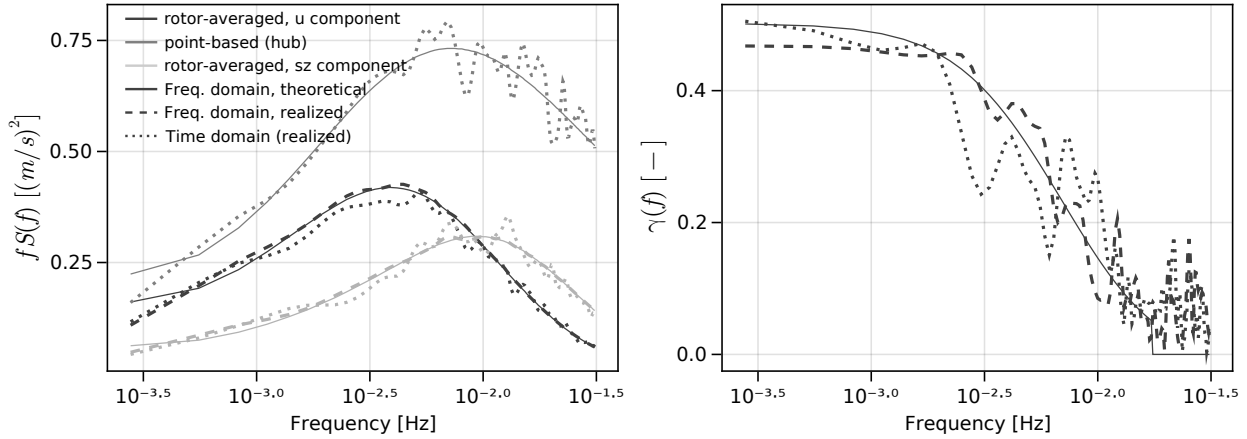 rotor-averaged, u component
point-based (hub)
rotor-averaged, sz component
Freq. domain, theoretical
Freq. domain, realized
Time domain (realized)
fS(f) [(m/s)²]
0.75
0.50
0.25
10⁻³·⁵
10⁻³·⁰
10⁻²·⁵
10⁻²·⁰
10⁻¹·⁵
Frequency [Hz]
γ(f) [−]
0.4
0.2
0.0
10⁻³·⁵
10⁻³·⁰
10⁻²·⁵
10⁻²·⁰
10⁻¹·⁵
Frequency [Hz]